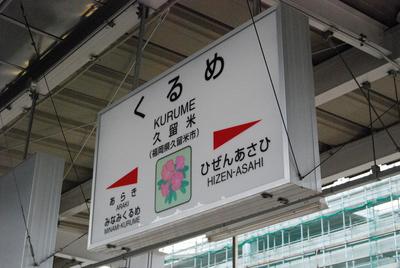 くるめ
KURUME
久留米
(福岡県久留米市)
あらき
ARAKI
みなみくるめ
MINAMI-KURUME
ひぜんあさひ
HIZEN-ASAHI